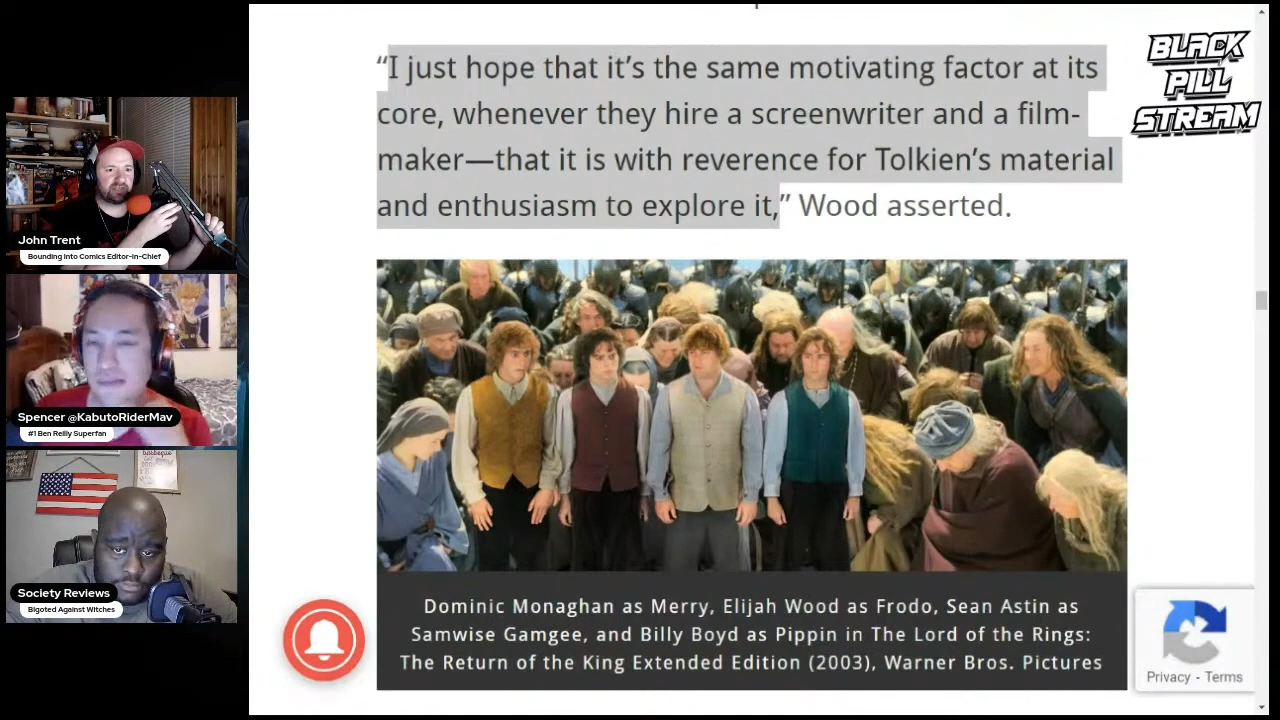 “I just hope that it’s the same motivating factor at its
core, whenever they hire a screenwriter and a film-
maker—that it is with reverence for Tolkien’s material
and enthusiasm to explore it,” Wood asserted.
BLACK
PILL
STREAM
John Trent
Bounding Into Comics Editor-in-Chief
Spencer @KabutoRiderMav
#1 Ben Reilly Superfan
barbeque
Society Reviews
Bigoted Against Witches
Dominic Monaghan as Merry, Elijah Wood as Frodo, Sean Astin as
Samwise Gamgee, and Billy Boyd as Pippin in The Lord of the Rings:
The Return of the King Extended Edition (2003), Warner Bros. Pictures
Privacy - Terms